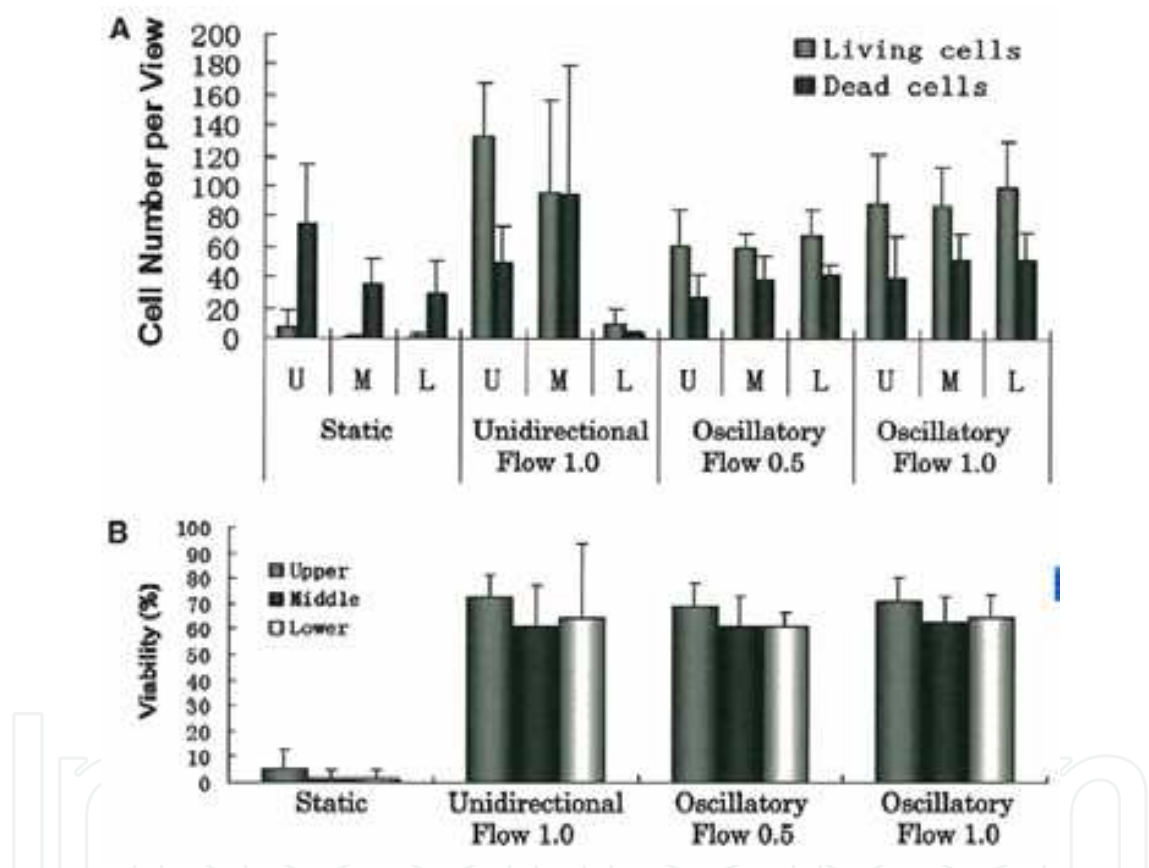 A
Cell Number per View
200
180
160
140
120
100
80
60
40
20
0
Living cells
Dead cells
U M L U M L U M L U M L
Static Unidirectional Flow 1.0 Oscillatory Flow 0.5 Oscillatory Flow 1.0
B
Viability (%)
100
90
80
70
60
50
40
30
20
10
0
Upper
Middle
Lower
Static Unidirectional Flow 1.0 Oscillatory Flow 0.5 Oscillatory Flow 1.0